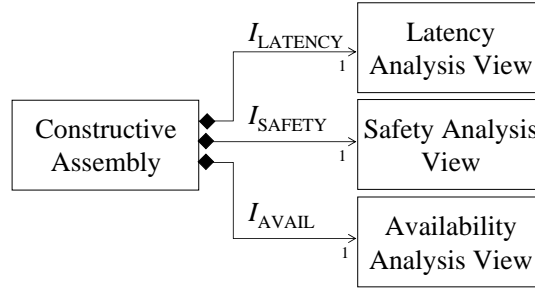 I_LATENCY
1
Latency
Analysis View
Constructive
Assembly
I_SAFETY
1
Safety Analysis
View
I_AVAIL
1
Availability
Analysis View